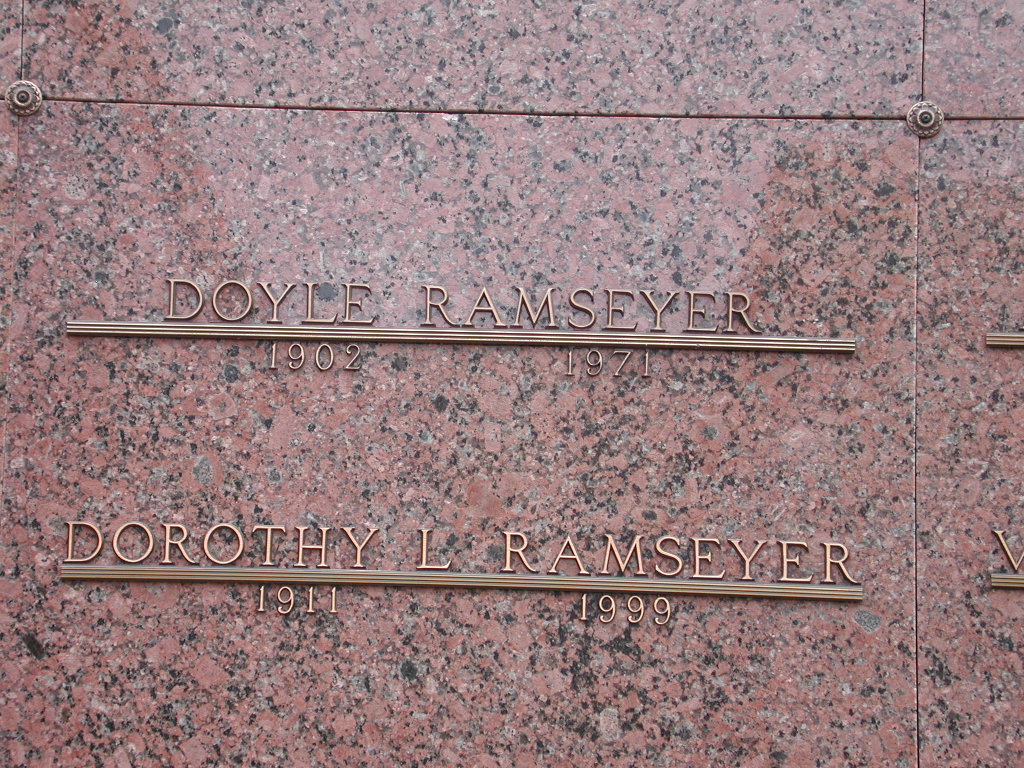 DOYLE RAMSEYER
1902 1971
DOROTHY L RAMSEYER
1911 1999